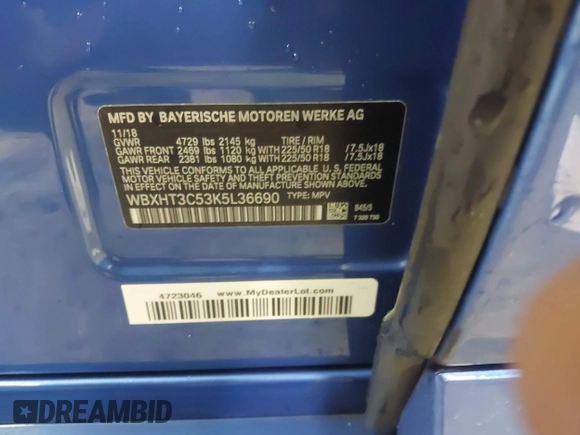 MFD BY BAYERISCHE MOTOREN WERKE AG
11/18
GVWR 4729 lbs 2145 kg TIRE / RIM
GAWR FRONT 2469 lbs 1120 kg WITH 225/50 R18 /7.5Jx18
GAWR REAR 2381 lbs 1080 kg WITH 225/50 R18 /7.5Jx18
THIS VEHICLE CONFORMS TO ALL APPLICABLE U. S. FEDERAL
MOTOR VEHICLE SAFETY AND THEFT PREVENTION STANDARDS
IN EFFECT ON THE DATE OF MANUFACTURE SHOWN ABOVE.
WBXHT3C53K5L36690 TYPE: MPV
B45/5
4723046 www.MyDealerLot.com
DREAMBID